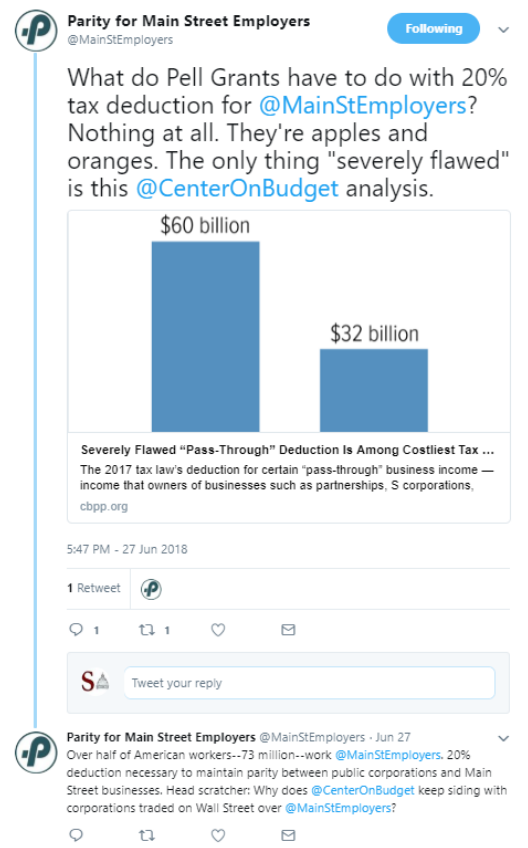 Parity for Main Street Employers
@MainStEmployers
Following
What do Pell Grants have to do with 20%
tax deduction for @MainStEmployers?
Nothing at all. They're apples and
oranges. The only thing "severely flawed"
is this @CenterOnBudget analysis.
$60 billion
$32 billion
Severely Flawed “Pass-Through” Deduction Is Among Costliest Tax ...
The 2017 tax law's deduction for certain “pass-through” business income —
income that owners of businesses such as partnerships, S corporations,
cbpp.org
5:47 PM - 27 Jun 2018
1 Retweet
1 1
Tweet your reply
Parity for Main Street Employers @MainStEmployers · Jun 27
Over half of American workers--73 million--work @MainStEmployers. 20%
deduction necessary to maintain parity between public corporations and Main
Street businesses. Head scratcher: Why does @CenterOnBudget keep siding with
corporations traded on Wall Street over @MainStEmployers?